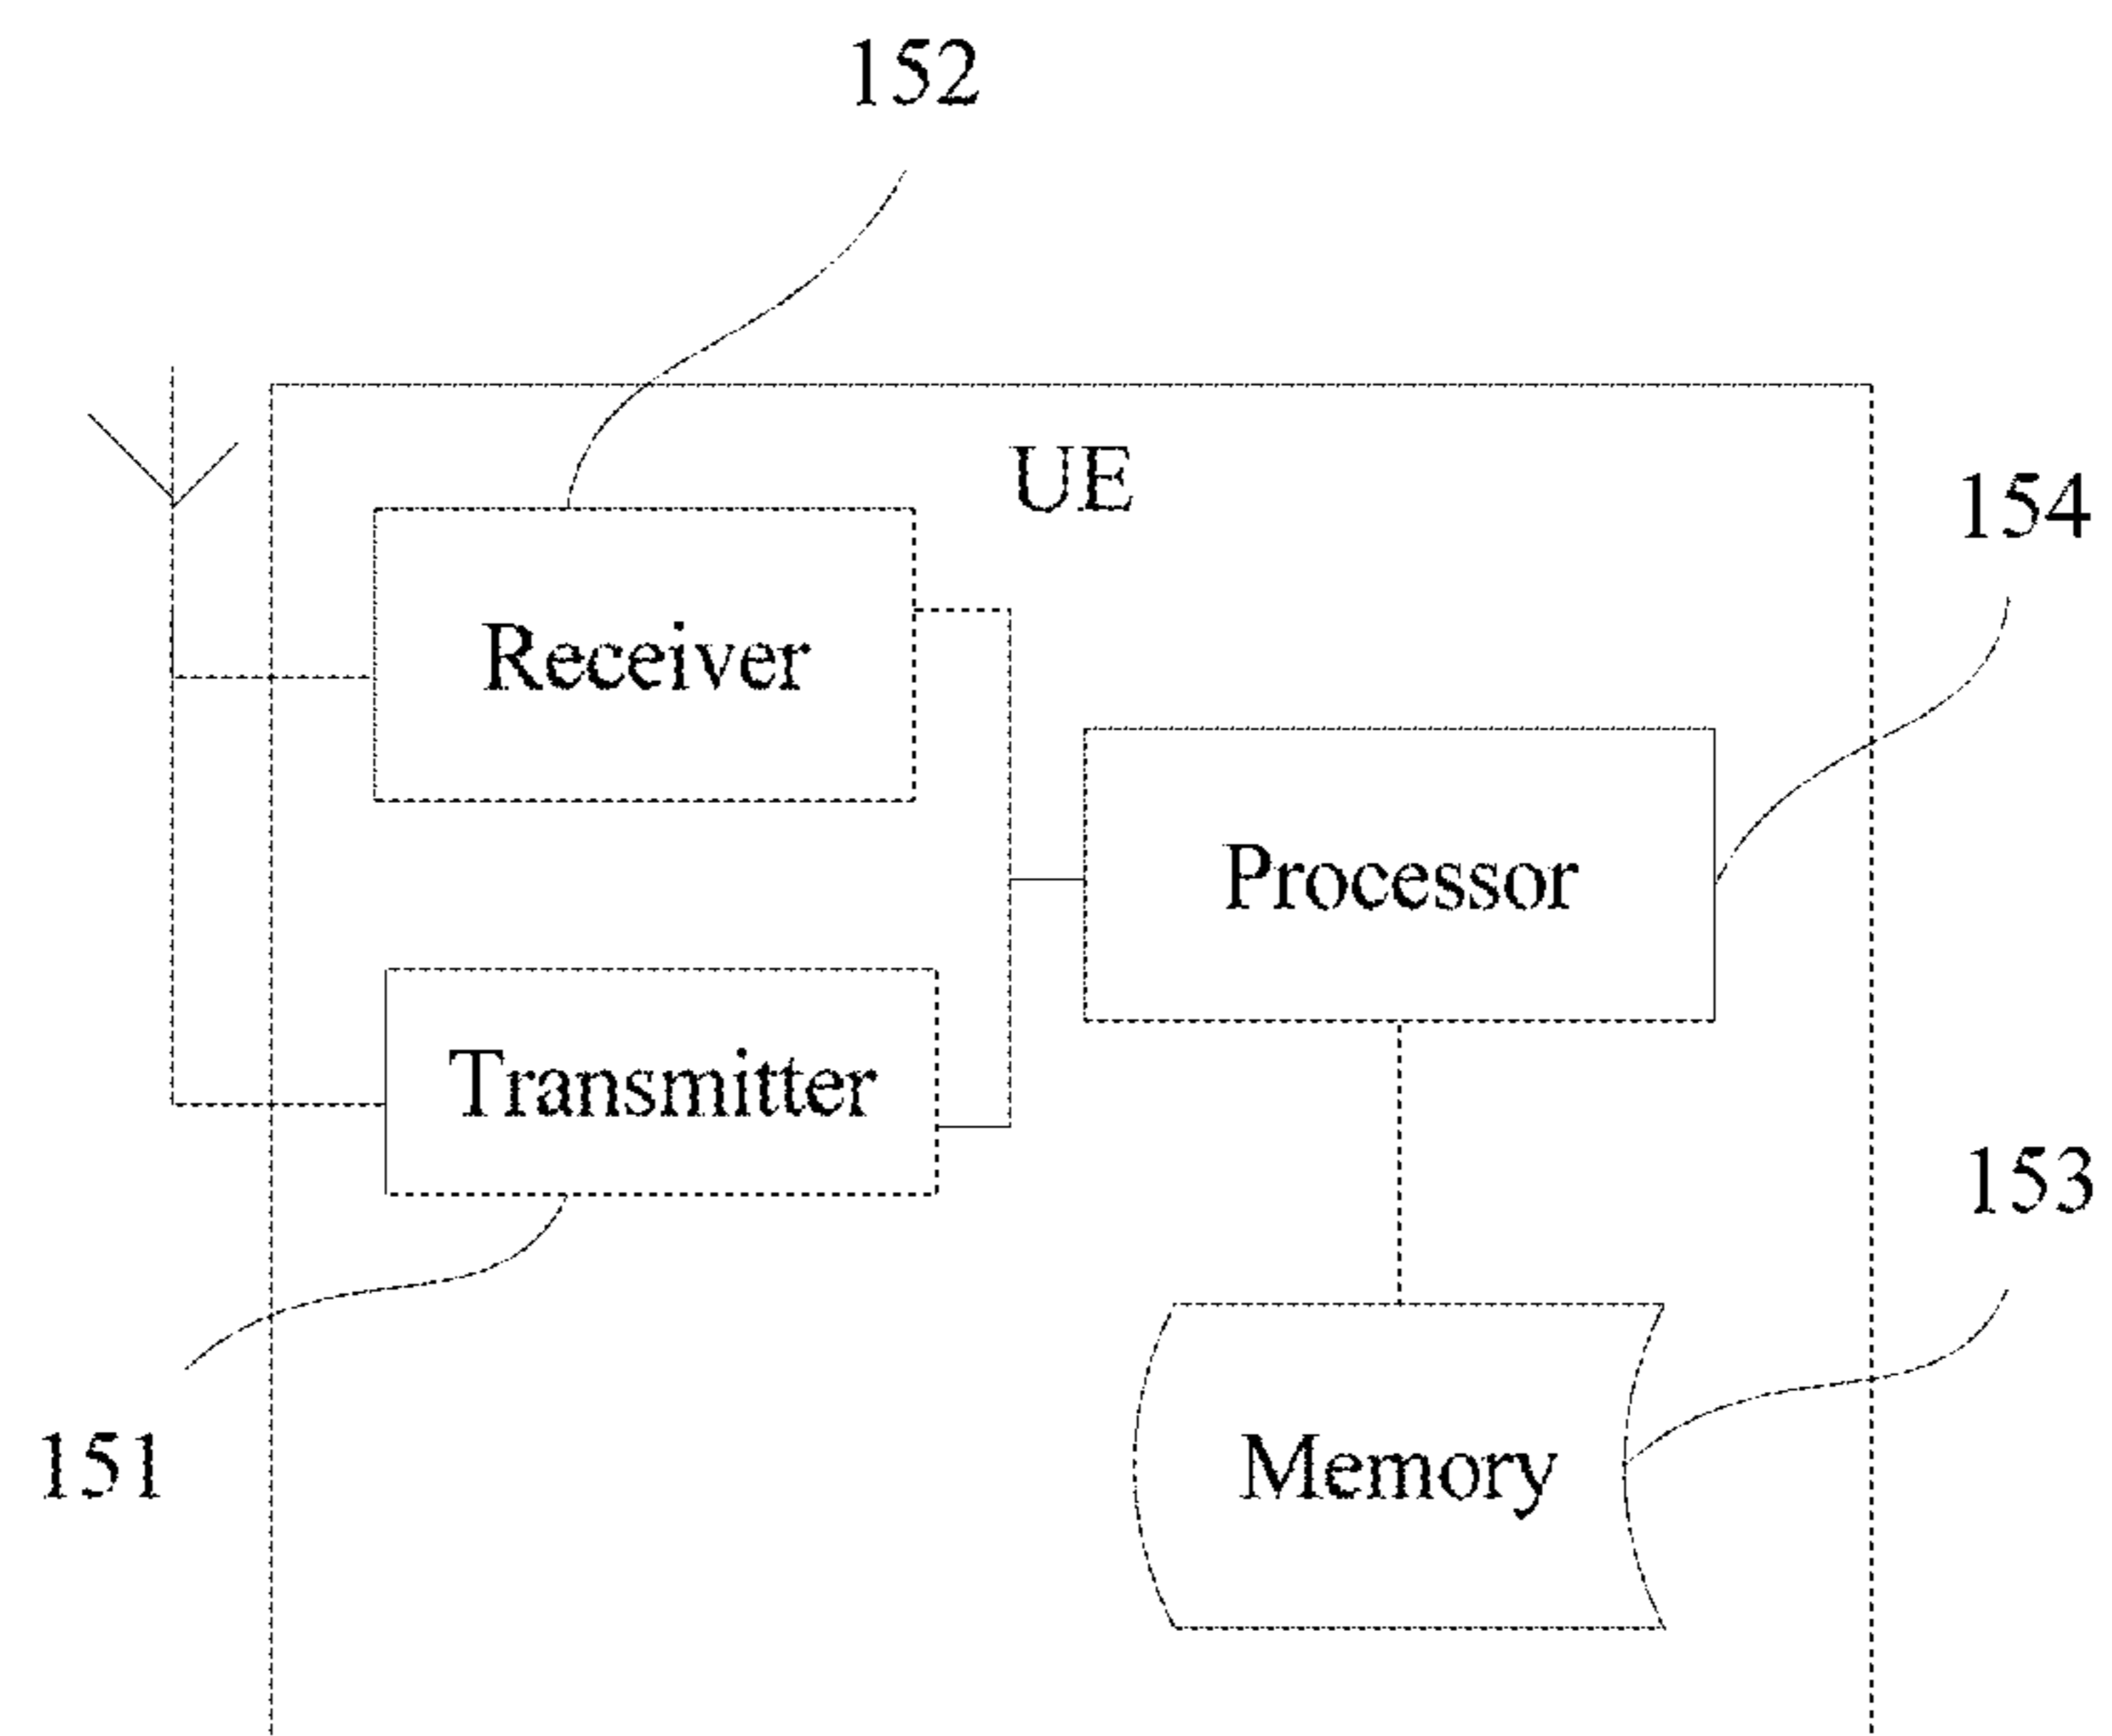 152
UE
154
Receiver
Processor
Transmitter
153
151
Memory